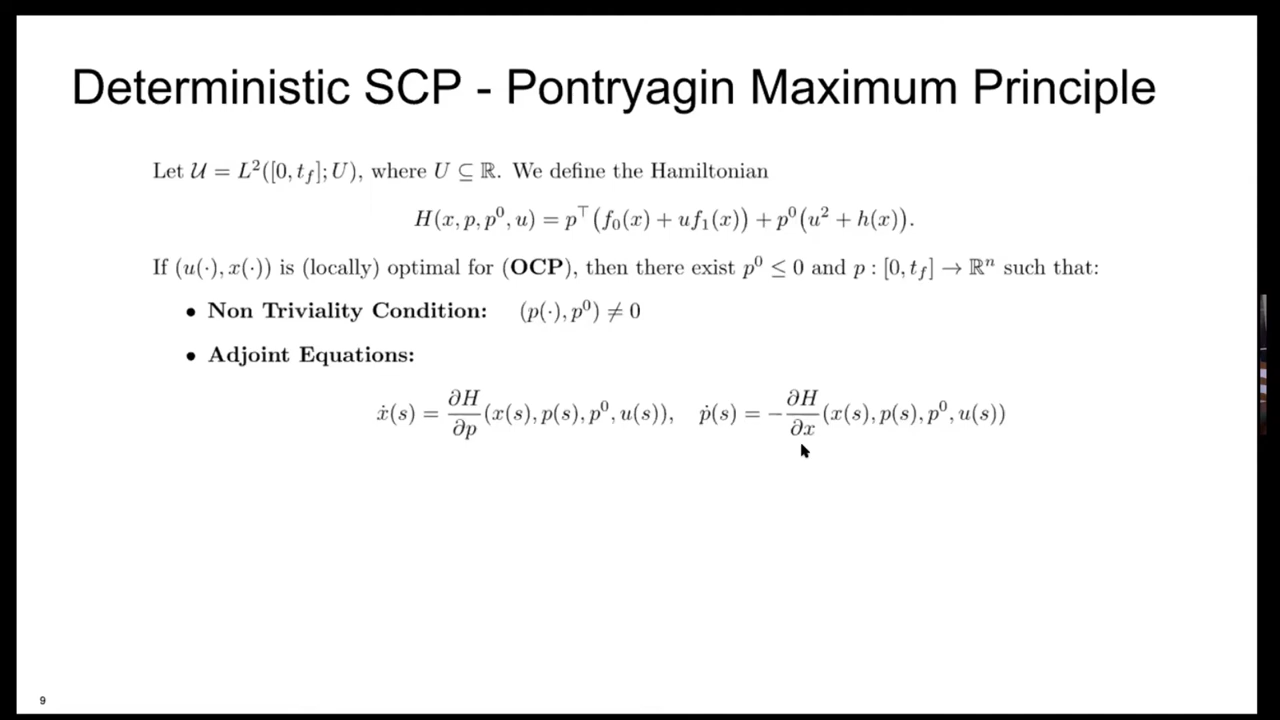 Deterministic SCP - Pontryagin Maximum Principle
Let 𝒰 = L²([0, t_f]; U), where U ⊆ ℝ. We define the Hamiltonian
H(x, p, p⁰, u) = p⊤(f₀(x) + uf₁(x)) + p⁰(u² + h(x)).
If (u(·), x(·)) is (locally) optimal for (OCP), then there exist p⁰ ≤ 0 and p : [0, t_f] → ℝⁿ such that:
• Non Triviality Condition: (p(·), p⁰) ≠ 0
• Adjoint Equations:
ẋ(s) = ∂H/∂p (x(s), p(s), p⁰, u(s)), ṗ(s) = −∂H/∂x (x(s), p(s), p⁰, u(s))
9